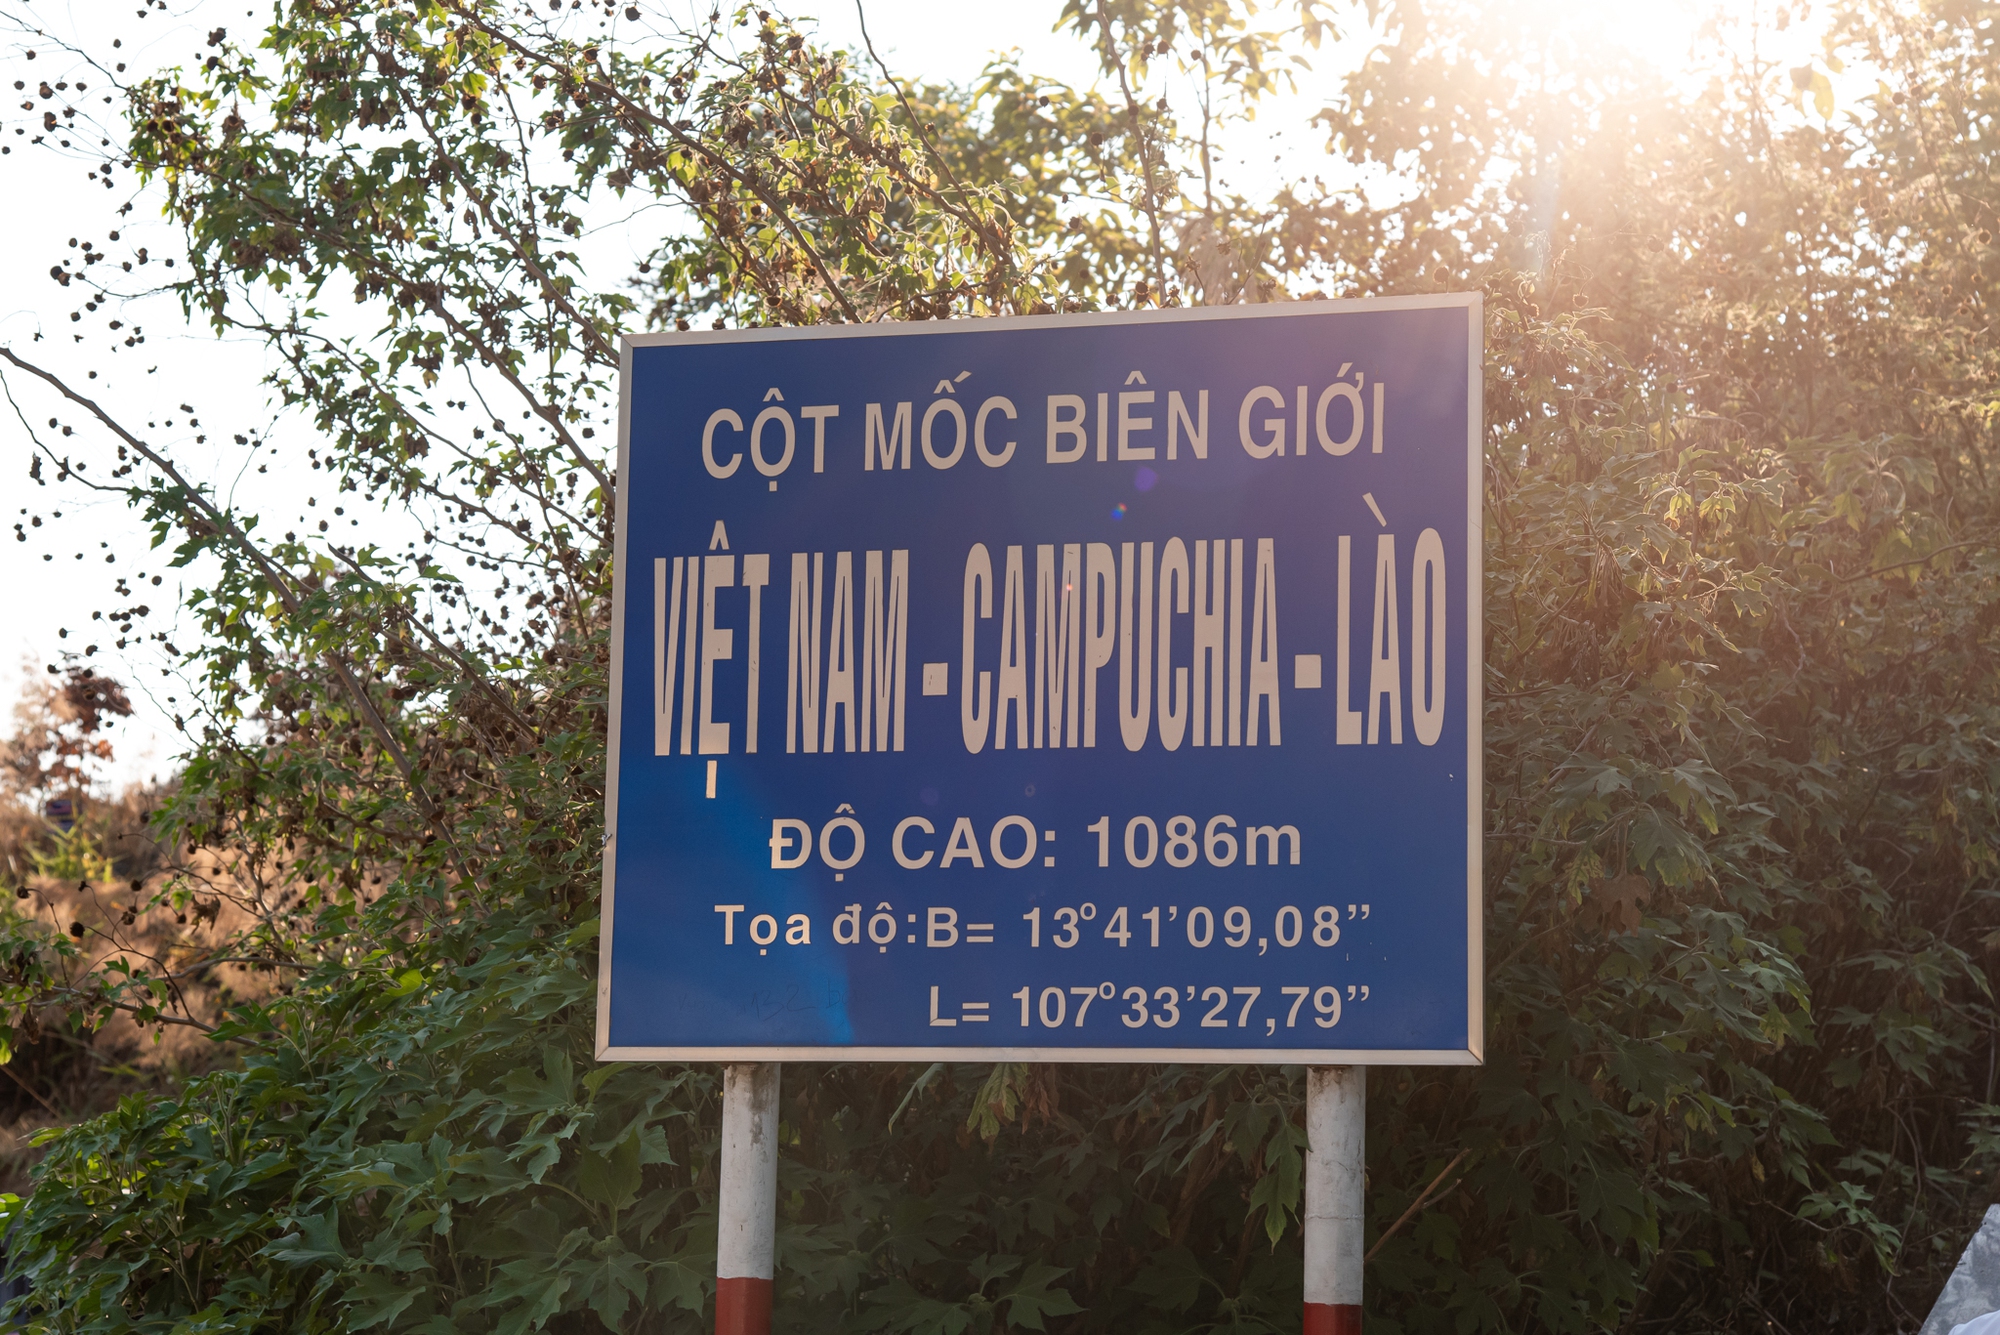 CỘT MỐC BIÊN GIỚI
VIỆT NAM - CAMPUCHIA - LÀO
ĐỘ CAO: 1086m
Tọa độ: B= 13°41’09,08”
L= 107°33’27,79”